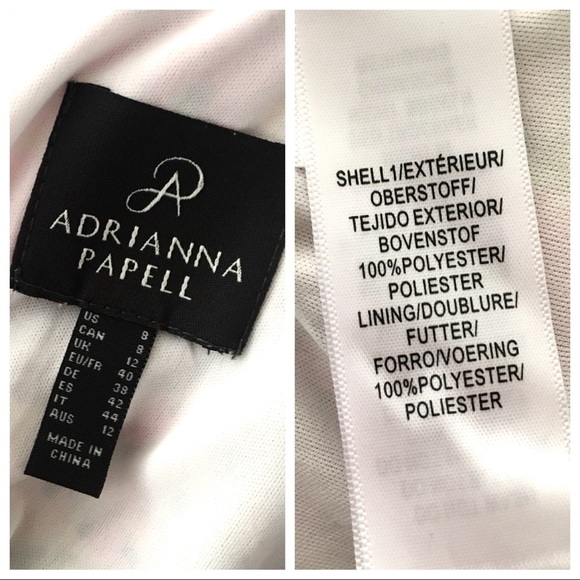 A
ADRIANNA
PAPELL
US 8
CAN 8
UK 12
EU/FR 40
DE 38
ES 42
IT 44
AUS 12
MADE IN
CHINA
SHELL1/EXTÉRIEUR/
OBERSTOFF/
TEJIDO EXTERIOR/
BOVENSTOF
100%POLYESTER/
POLIESTER
LINING/DOUBLURE/
FUTTER/
FORRO/VOERING
100%POLYESTER/
POLIESTER